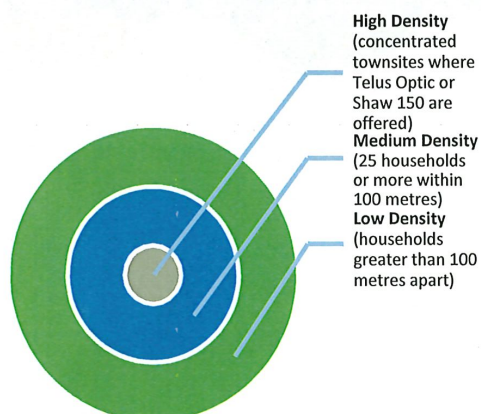 High Density
(concentrated
townsites where
Telus Optic or
Shaw 150 are
offered)
Medium Density
(25 households
or more within
100 metres)
Low Density
(households
greater than 100
metres apart)